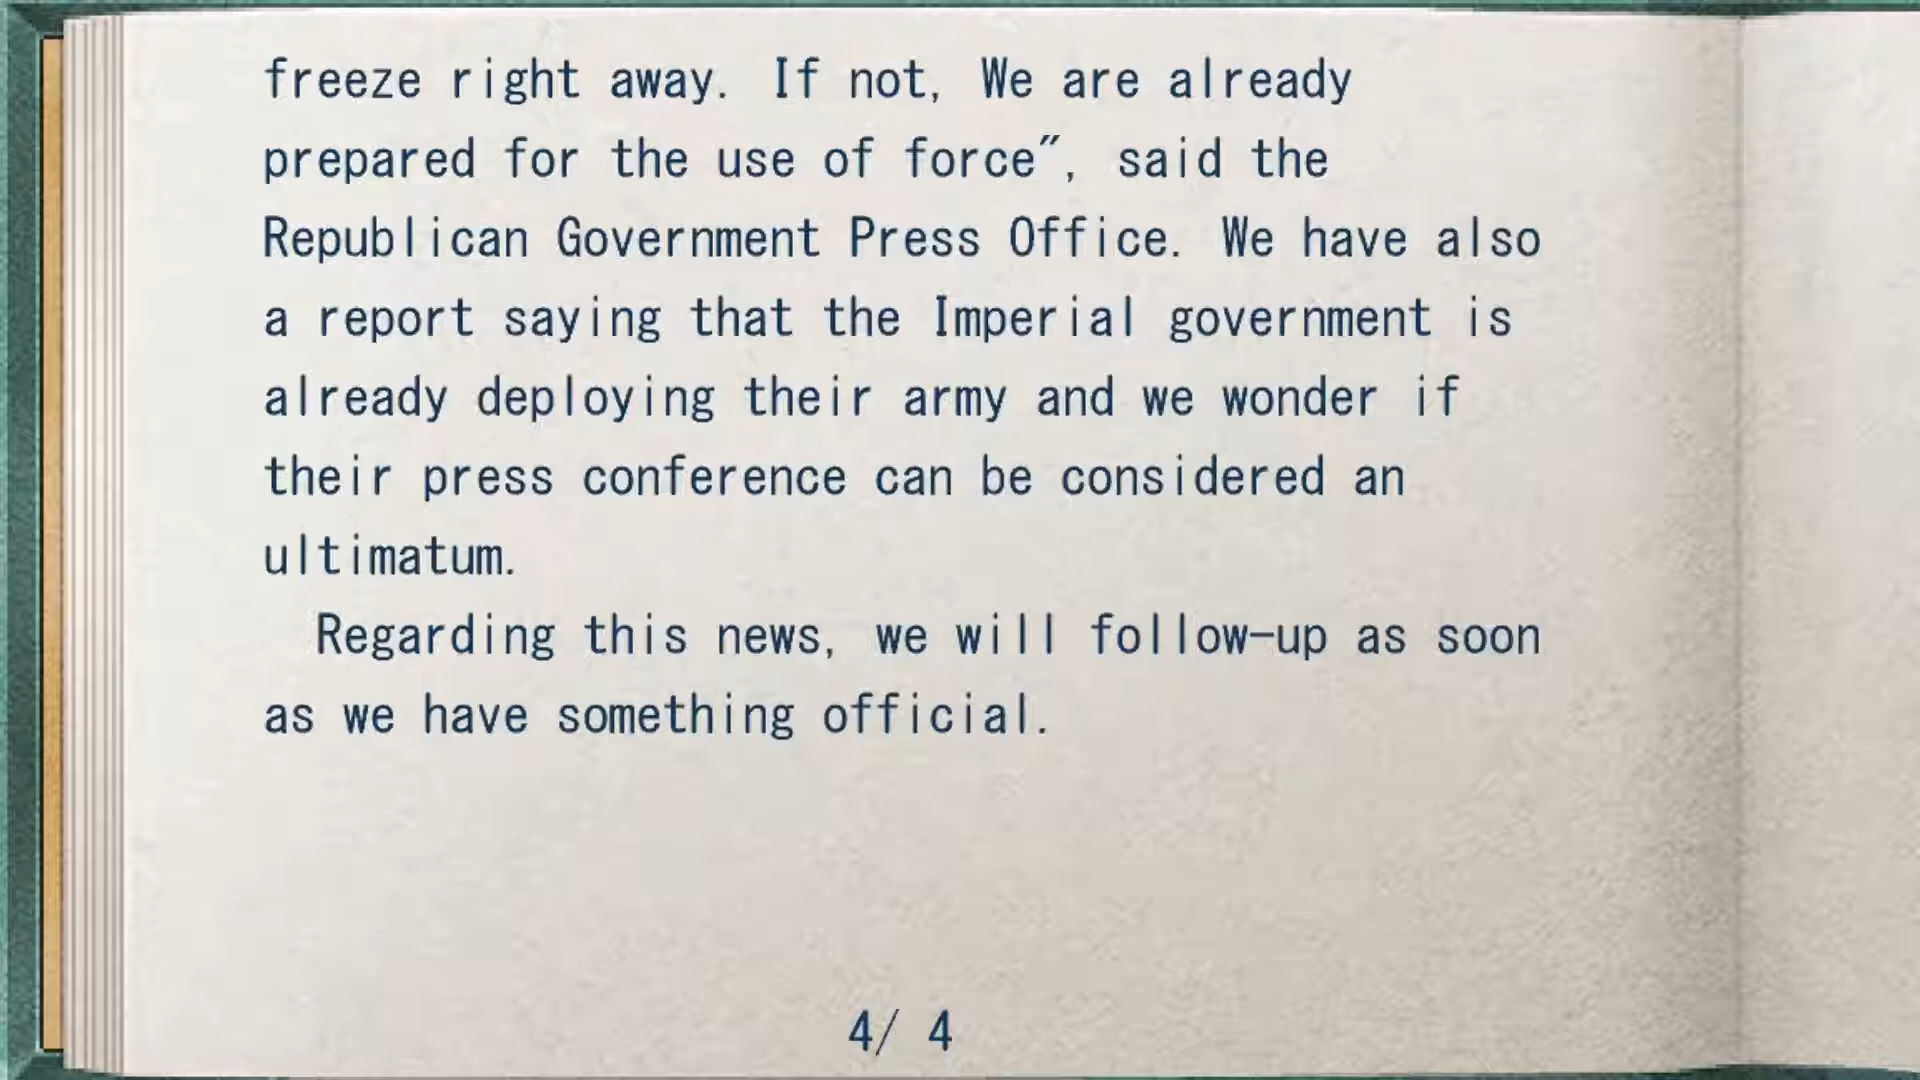 freeze right away. If not, We are already
prepared for the use of force", said the
Republican Government Press Office. We have also
a report saying that the Imperial government is
already deploying their army and we wonder if
their press conference can be considered an
ultimatum.
Regarding this news, we will follow-up as soon
as we have something official.
4/ 4